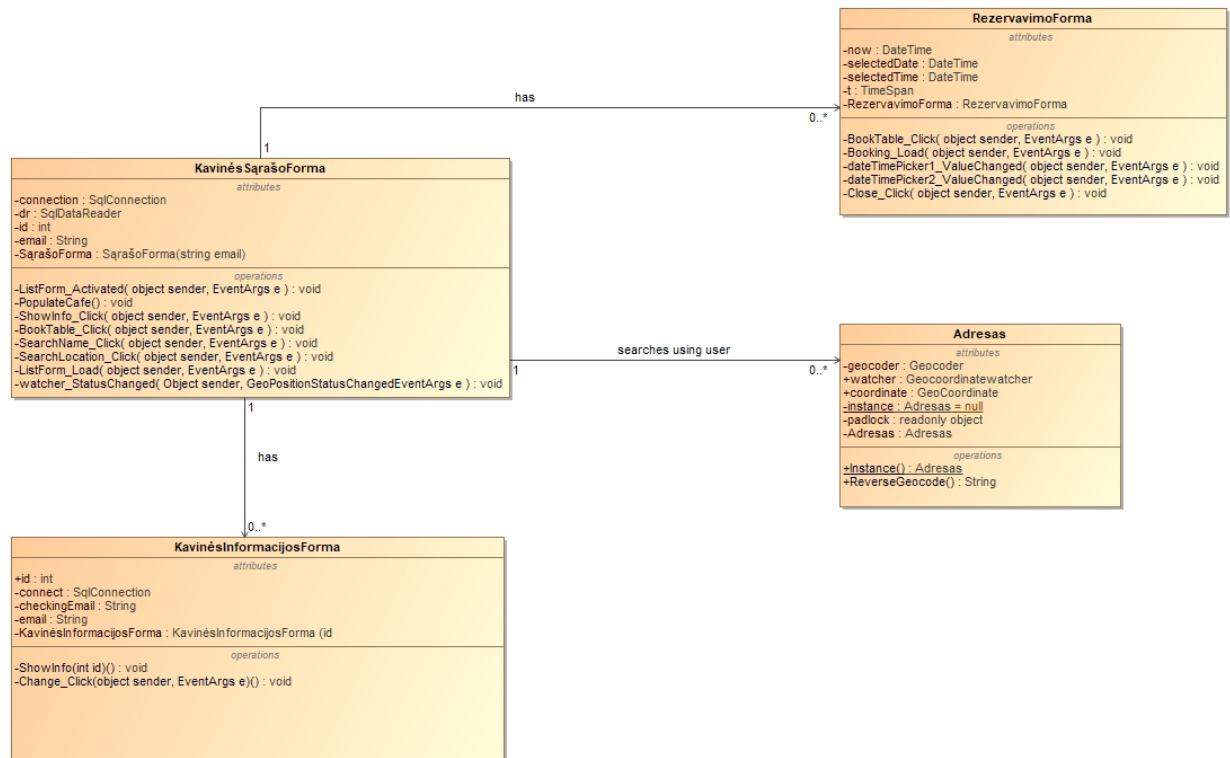 RezervavimoForma
attributes
-now : DateTime
-selectedDate : DateTime
-selectedTime : DateTime
-t : TimeSpan
-RezervavimoForma : RezervavimoForma
operations
-BookTable_Click( object sender, EventArgs e ) : void
-Booking_Load( object sender, EventArgs e ) : void
-dateTimePicker1_ValueChanged( object sender, EventArgs e ) : void
-dateTimePicker2_ValueChanged( object sender, EventArgs e ) : void
-Close_Click( object sender, EventArgs e ) : void
has
0..*
1
KavinėsSąrašoForma
attributes
-connection : SqlConnection
-dr : SqlDataReader
-id : int
-email : String
-SąrašoForma : SąrašoForma(string email)
operations
-ListForm_Activated( object sender, EventArgs e ) : void
-PopulateCafe() : void
-ShowInfo_Click( object sender, EventArgs e ) : void
-BookTable_Click( object sender, EventArgs e ) : void
-SearchName_Click( object sender, EventArgs e ) : void
-SearchLocation_Click( object sender, EventArgs e ) : void
-ListForm_Load( object sender, EventArgs e ) : void
-watcher_StatusChanged( Object sender, GeoPositionStatusChangedEventArgs e ) : void
searches using user
1
0..*
Adresas
attributes
-geocoder : Geocoder
+watcher : Geocoordinatewatcher
+coordinate : GeoCoordinate
-instance : Adresas = null
-padlock : readonly object
-Adresas : Adresas
operations
+Instance() : Adresas
+ReverseGeocode() : String
1
has
0..*
KavinėsInformacijosForma
attributes
+id : int
-connect : SqlConnection
-checkingEmail : String
-email : String
-KavinėsInformacijosForma : KavinėsInformacijosForma (id
operations
-ShowInfo(int id)() : void
-Change_Click(object sender, EventArgs e)() : void